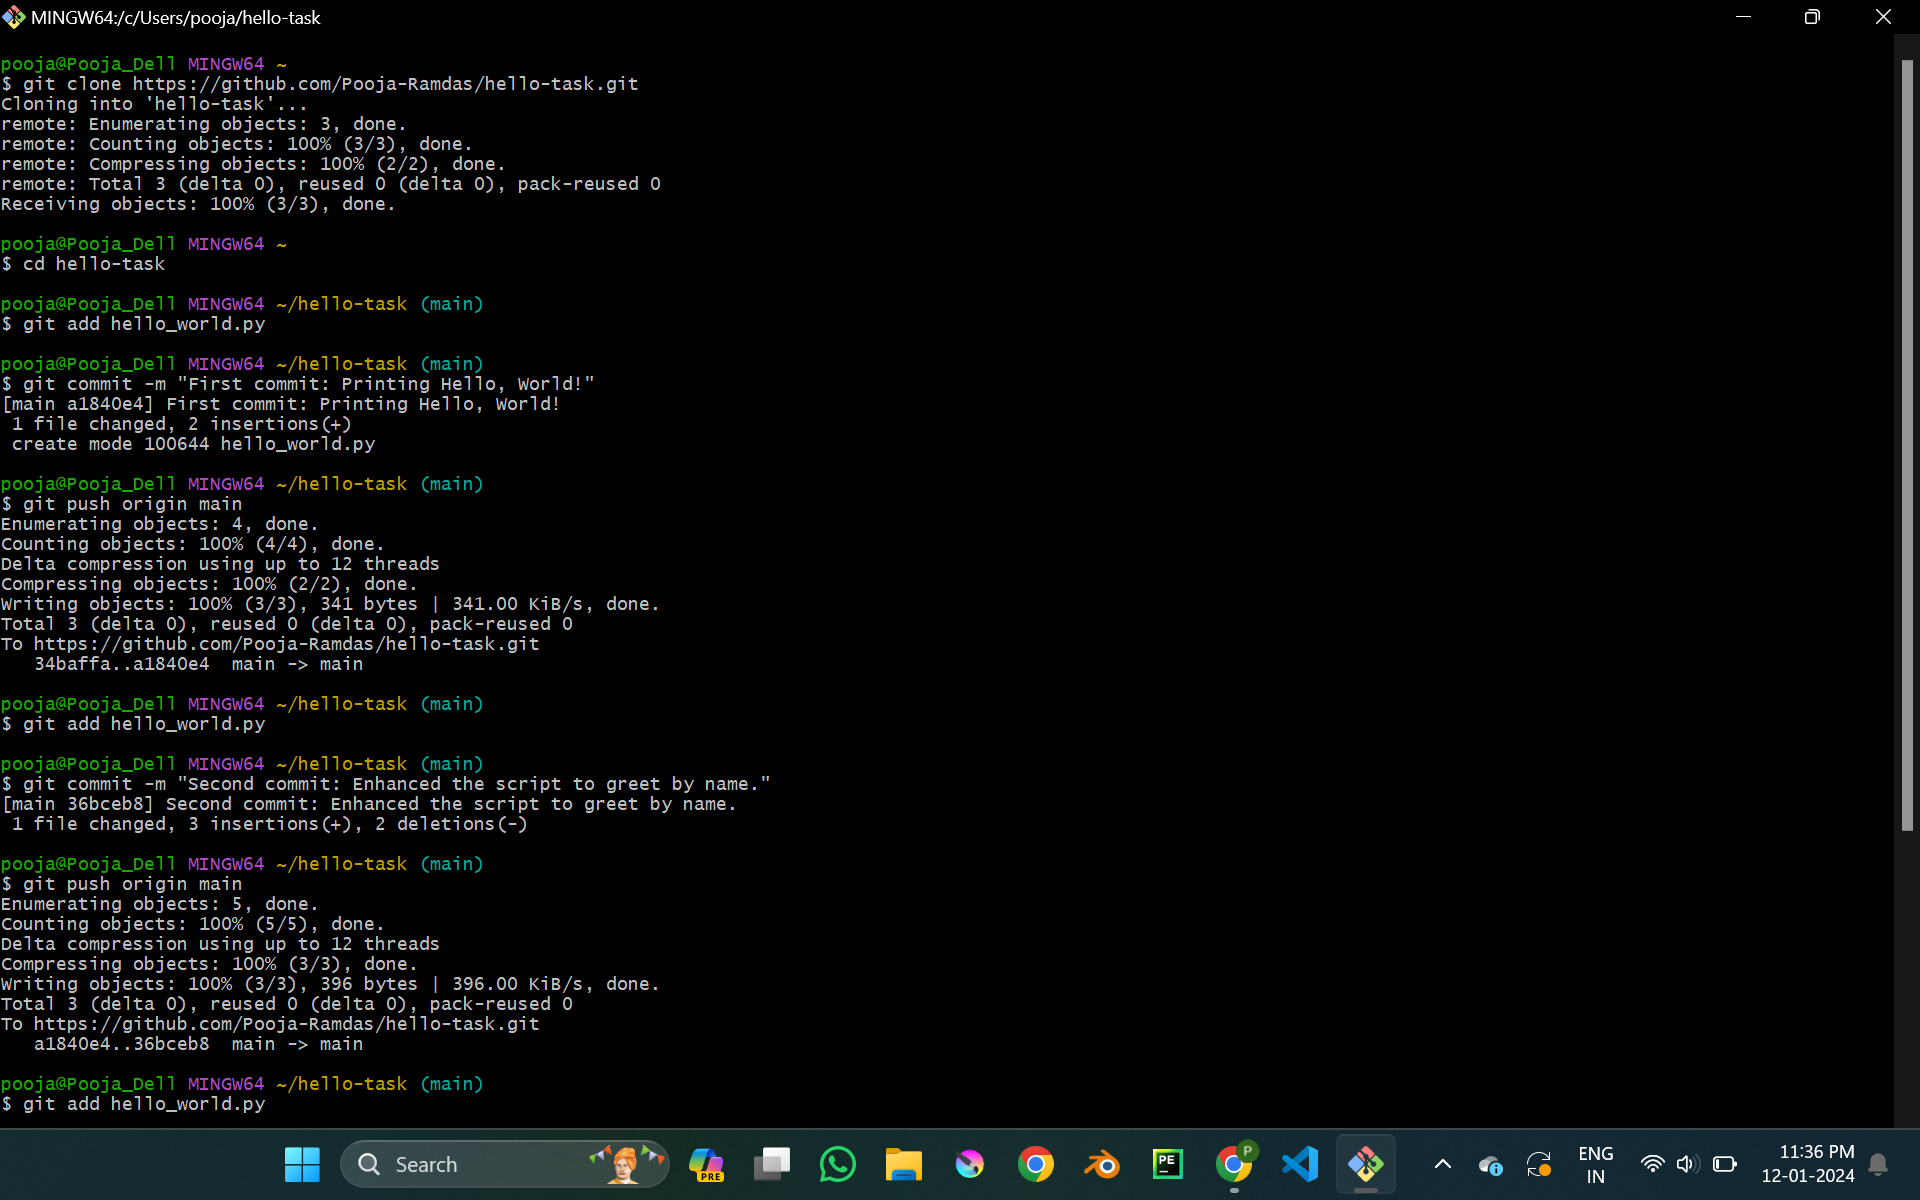 MINGW64:/c/Users/pooja/hello-task
pooja@Pooja_Dell MINGW64 ~
$ git clone https://github.com/Pooja-Ramdas/hello-task.git
Cloning into 'hello-task'...
remote: Enumerating objects: 3, done.
remote: Counting objects: 100% (3/3), done.
remote: Compressing objects: 100% (2/2), done.
remote: Total 3 (delta 0), reused 0 (delta 0), pack-reused 0
Receiving objects: 100% (3/3), done.
pooja@Pooja_Dell MINGW64 ~
$ cd hello-task
pooja@Pooja_Dell MINGW64 ~/hello-task (main)
$ git add hello_world.py
pooja@Pooja_Dell MINGW64 ~/hello-task (main)
$ git commit -m "First commit: Printing Hello, World!"
[main a1840e4] First commit: Printing Hello, World!
1 file changed, 2 insertions(+)
create mode 100644 hello_world.py
pooja@Pooja_Dell MINGW64 ~/hello-task (main)
$ git push origin main
Enumerating objects: 4, done.
Counting objects: 100% (4/4), done.
Delta compression using up to 12 threads
Compressing objects: 100% (2/2), done.
Writing objects: 100% (3/3), 341 bytes | 341.00 KiB/s, done.
Total 3 (delta 0), reused 0 (delta 0), pack-reused 0
To https://github.com/Pooja-Ramdas/hello-task.git
34baffa..a1840e4  main -> main
pooja@Pooja_Dell MINGW64 ~/hello-task (main)
$ git add hello_world.py
pooja@Pooja_Dell MINGW64 ~/hello-task (main)
$ git commit -m "Second commit: Enhanced the script to greet by name."
[main 36bceb8] Second commit: Enhanced the script to greet by name.
1 file changed, 3 insertions(+), 2 deletions(-)
pooja@Pooja_Dell MINGW64 ~/hello-task (main)
$ git push origin main
Enumerating objects: 5, done.
Counting objects: 100% (5/5), done.
Delta compression using up to 12 threads
Compressing objects: 100% (3/3), done.
Writing objects: 100% (3/3), 396 bytes | 396.00 KiB/s, done.
Total 3 (delta 0), reused 0 (delta 0), pack-reused 0
To https://github.com/Pooja-Ramdas/hello-task.git
a1840e4..36bceb8  main -> main
pooja@Pooja_Dell MINGW64 ~/hello-task (main)
$ git add hello_world.py
Search
PRE
PE
P
ENG
IN
11:36 PM
12-01-2024